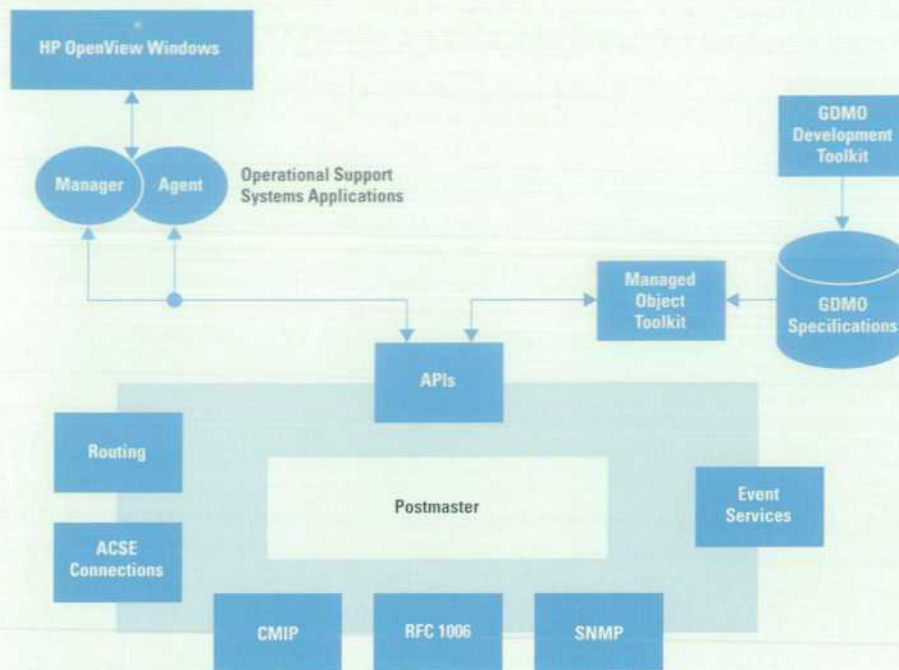 HP OpenView Windows
GDMO
Development
Toolkit
Manager
Agent
Operational Support
Systems Applications
Managed
Object
Toolkit
GDMO
Specifications
APIs
Routing
Postmaster
Event
Services
ACSE
Connections
CMIP
RFC 1006
SNMP